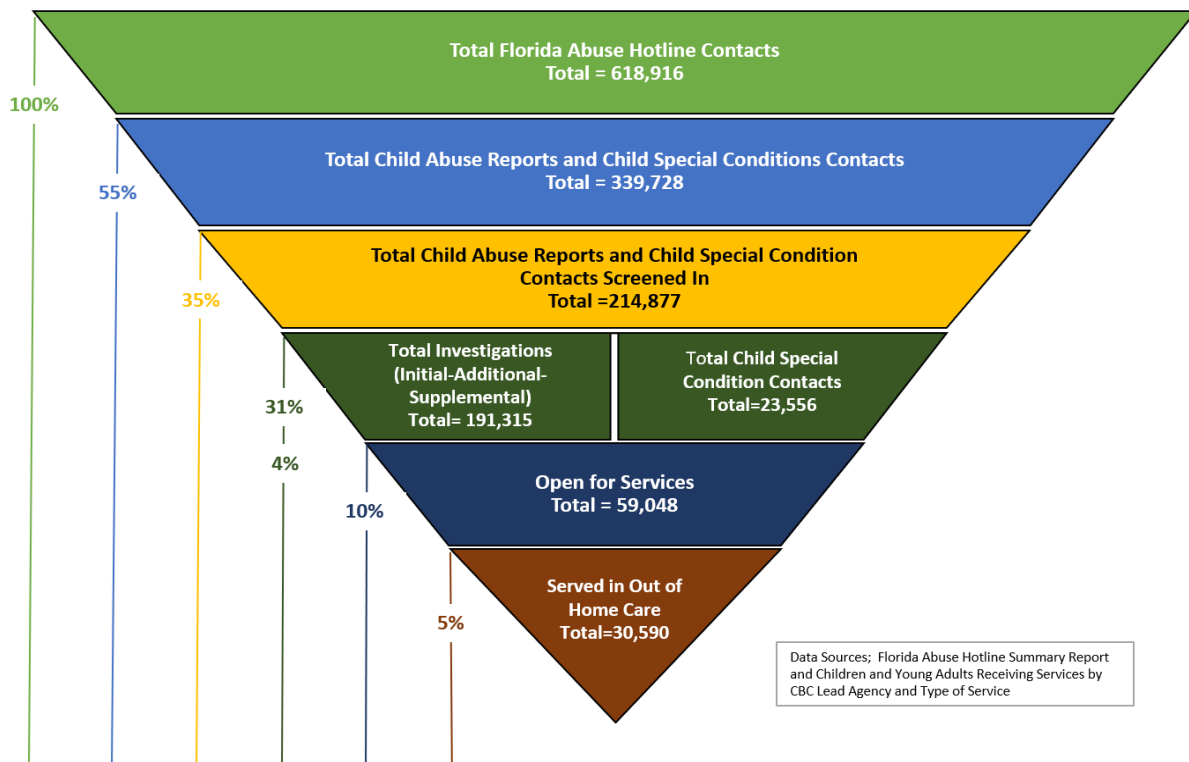 Total Florida Abuse Hotline Contacts
Total = 618,916
100%
Total Child Abuse Reports and Child Special Conditions Contacts
Total = 339,728
55%
Total Child Abuse Reports and Child Special Condition
Contacts Screened In
Total =214,877
35%
Total Investigations
(Initial-Additional-
Supplemental)
Total= 191,315
Total Child Special
Condition Contacts
Total=23,556
31%
4%
Open for Services
Total = 59,048
10%
Served in Out of
Home Care
Total=30,590
5%
Data Sources;  Florida Abuse Hotline Summary Report
and Children and Young Adults Receiving Services by
CBC Lead Agency and Type of Service